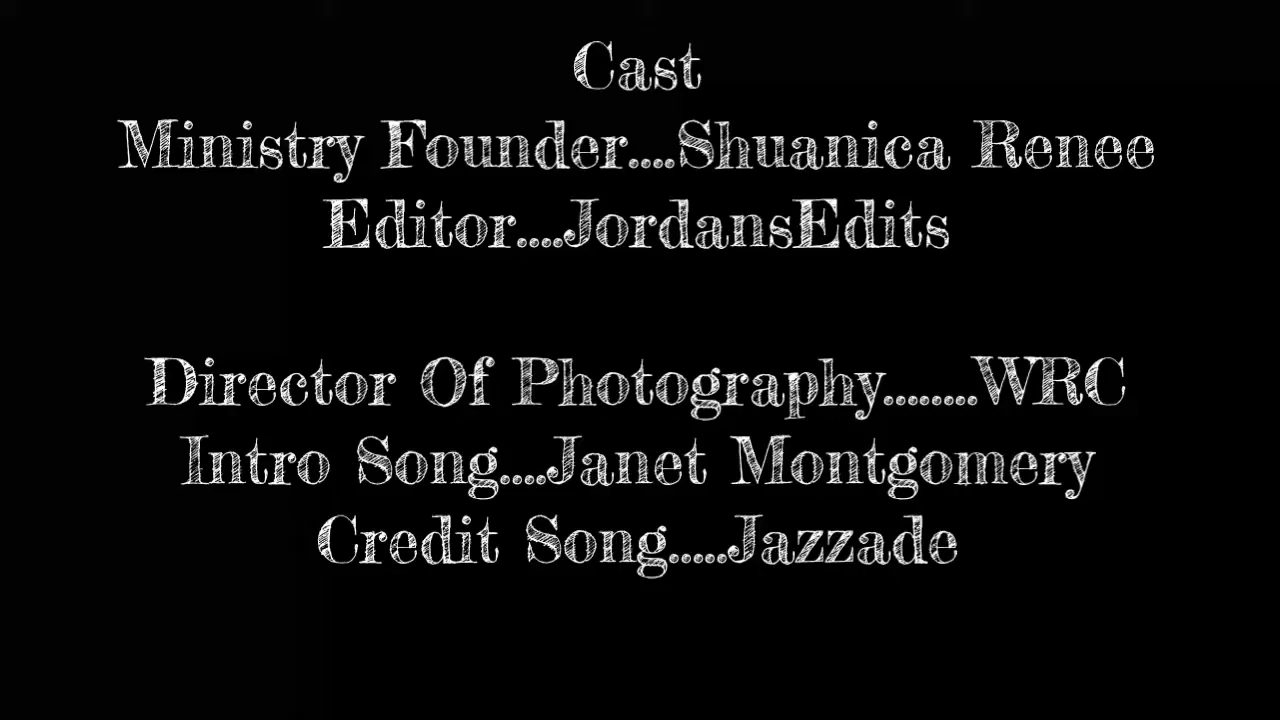 Cast
Ministry Founder....Shuanica Renee
Editor....JordansEdits
Director Of Photography........WRC
Intro Song....Janet Montgomery
Credit Song.....Jazzade